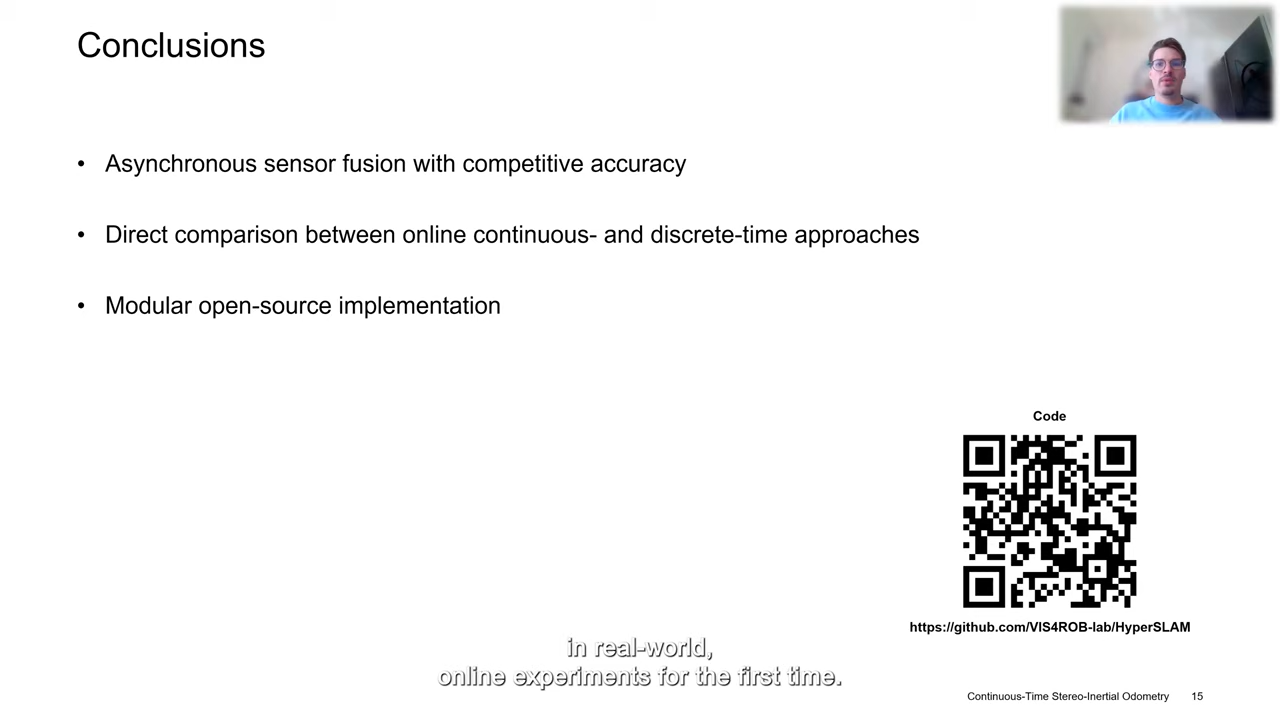 Conclusions
• Asynchronous sensor fusion with competitive accuracy
• Direct comparison between online continuous- and discrete-time approaches
• Modular open-source implementation
Code
https://github.com/VIS4ROB-lab/HyperSLAM
in real-world,
online experiments for the first time.
Continuous-Time Stereo-Inertial Odometry 15